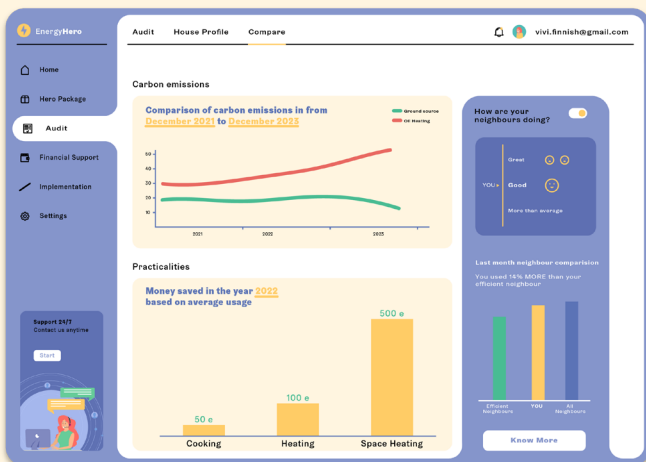 EnergyHero
Audit House Profile Compare
vivi.finnish@gmail.com
Home
Hero Package
Audit
Financial Support
Implementation
Settings
Support 24/7
Contact us anytime
Start
Carbon emissions
Comparison of carbon emissions in from
December 2021 to December 2023
Ground source
Oil Heating
50
40
30
20
10
2021 2022 2023
Practicalities
Money saved in the year 2022
based on average usage
50 e
100 e
500 e
Cooking Heating Space Heating
How are your
neighbours doing?
Great
YOU
Good
More than average
Last month neighbour comparision
You used 14% MORE than your
efficient neighbour
Efficient
Neighbours
YOU
All
Neighbours
Know More